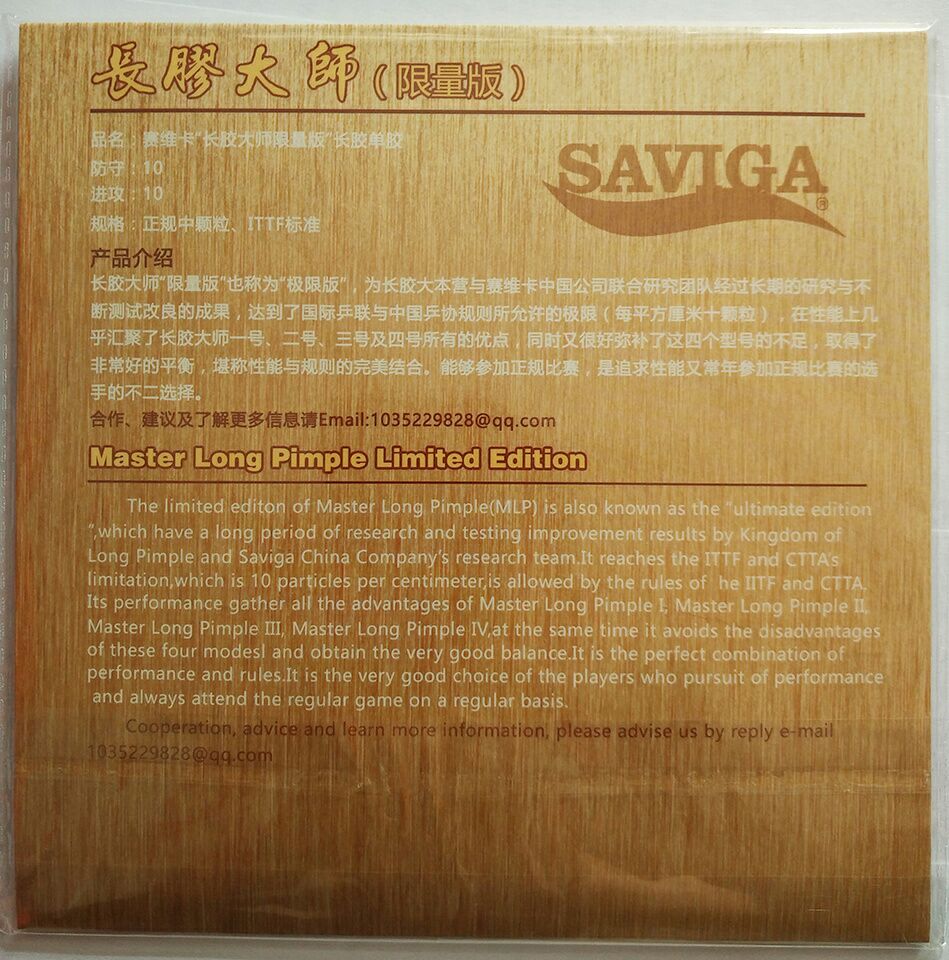 長膠大師(限量版)
品名：赛维卡“长胶大师限量版”长胶单胶
防守：10
进攻：10
规格：正规中颗粒、ITTF标准
SAVIGA®
产品介绍
长胶大师“限量版”也称为“极限版”，为长胶大本营与赛维卡中国公司联合研究团队经过长期的研究与不
断测试改良的成果，达到了国际乒联与中国乒协规则所允许的极限（每平方厘米十颗粒），在性能上几
乎汇聚了长胶大师一号、二号、三号及四号所有的优点，同时又很好弥补了这四个型号的不足，取得了
非常好的平衡，堪称性能与规则的完美结合。能够参加正规比赛，是追求性能又常年参加正规比赛的选
手的不二选择。
合作、建议及了解更多信息请Email:1035229828@qq.com
Master Long Pimple Limited Edition
The limited editon of Master Long Pimple(MLP) is also known as the "ultimate edition
",which have a long period of research and testing improvement results by Kingdom of
Long Pimple and Saviga China Company's research team.It reaches the ITTF and CTTA's
limitation,which is 10 particles per centimeter,is allowed by the rules of he IITF and CTTA.
Its performance gather all the advantages of Master Long Pimple I, Master Long Pimple II,
Master Long Pimple III, Master Long Pimple IV,at the same time it avoids the disadvantages
of these four modesl and obtain the very good balance.It is the perfect combination of
performance and rules.It is the very good choice of the players who pursuit of performance
and always attend the regular game on a regular basis.
Cooperation, advice and learn more information, please advise us by reply e-mail
1035229828@qq.com